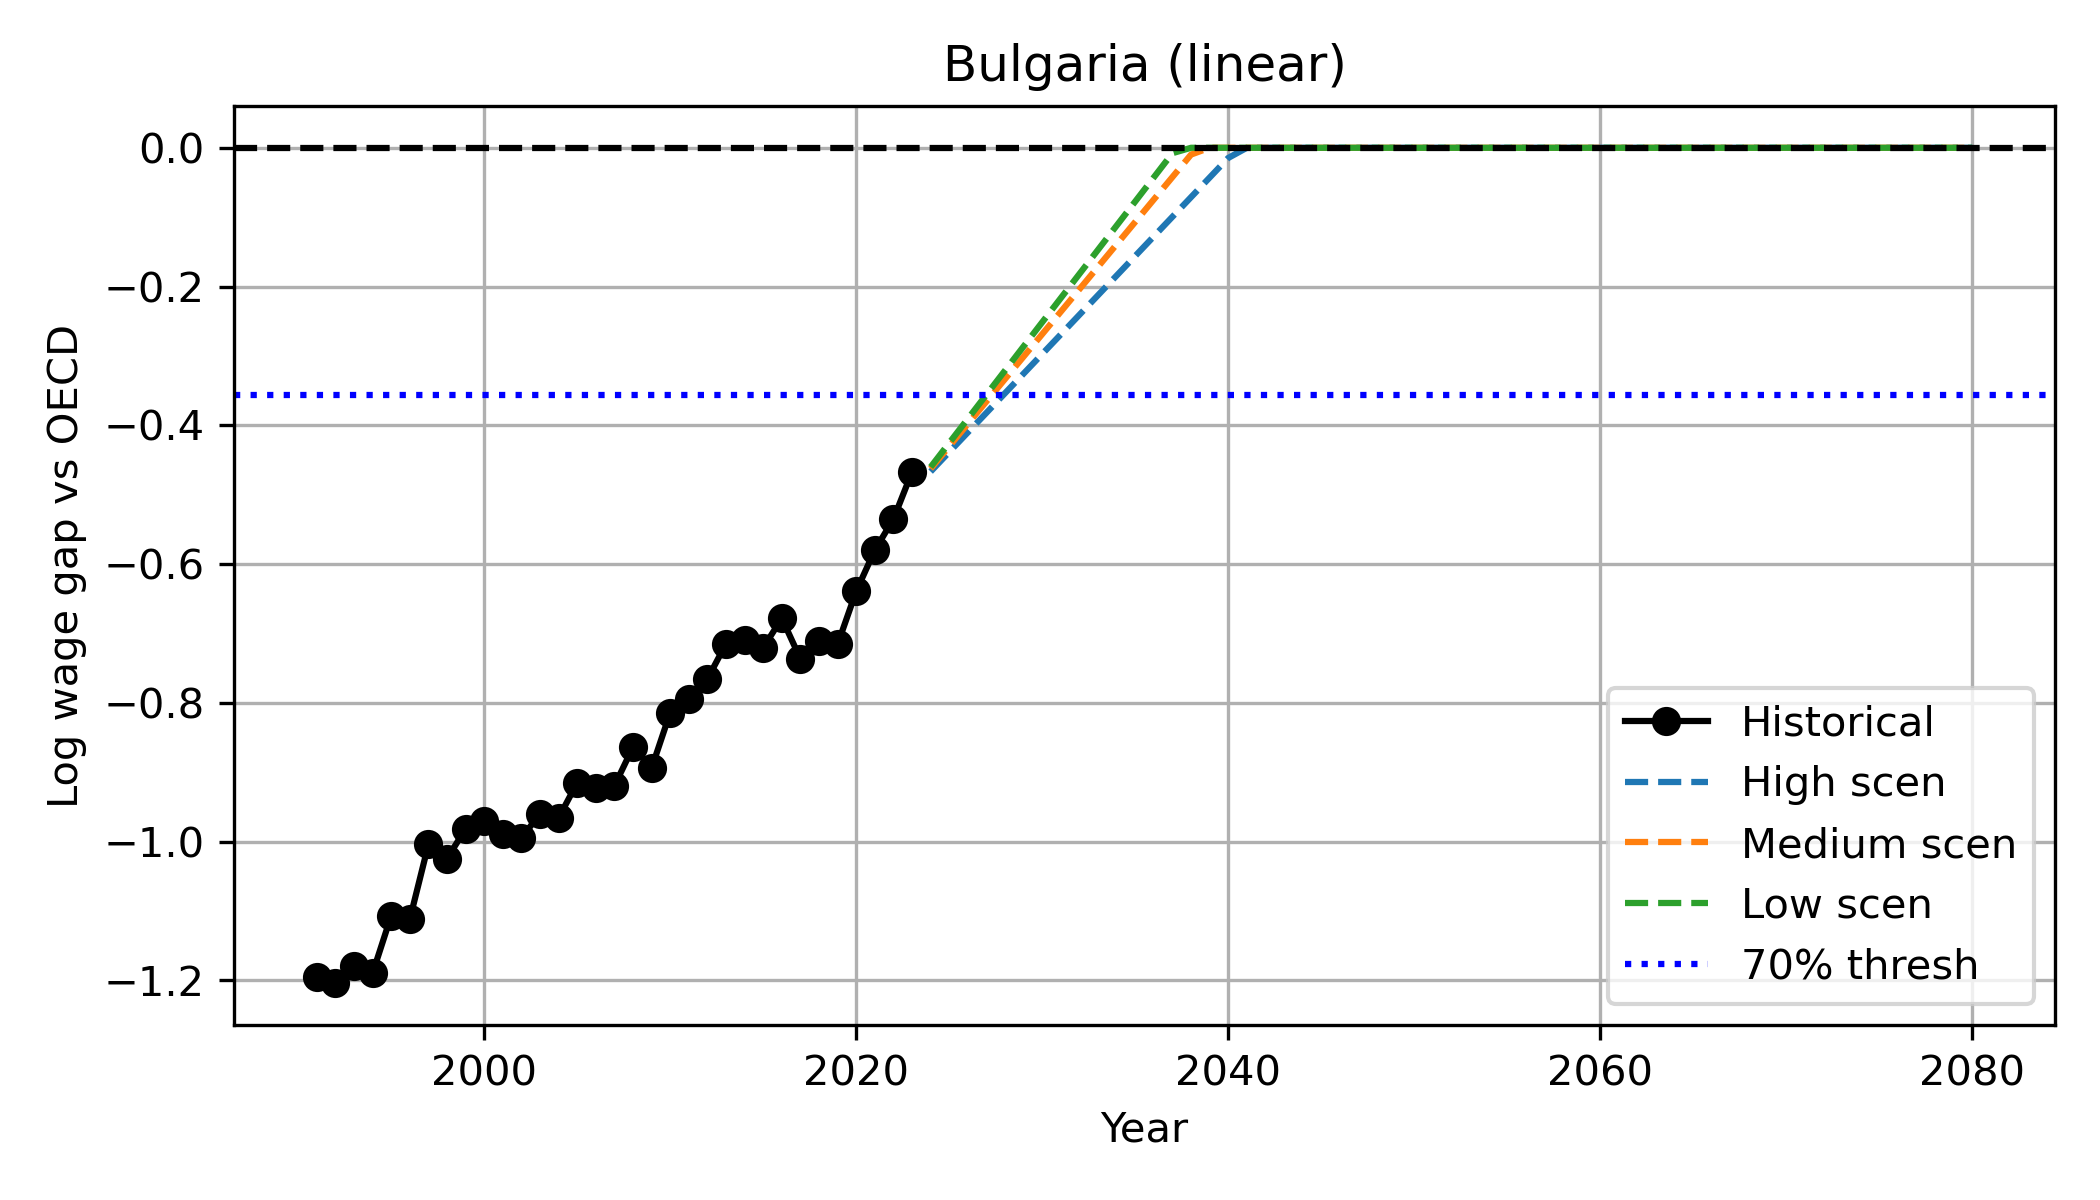 Bulgaria (linear)
0.0
−0.2
−0.4
−0.6
−0.8
−1.0
−1.2
Log wage gap vs OECD
2000 2020 2040 2060 2080
Year
Historical
High scen
Medium scen
Low scen
70% thresh